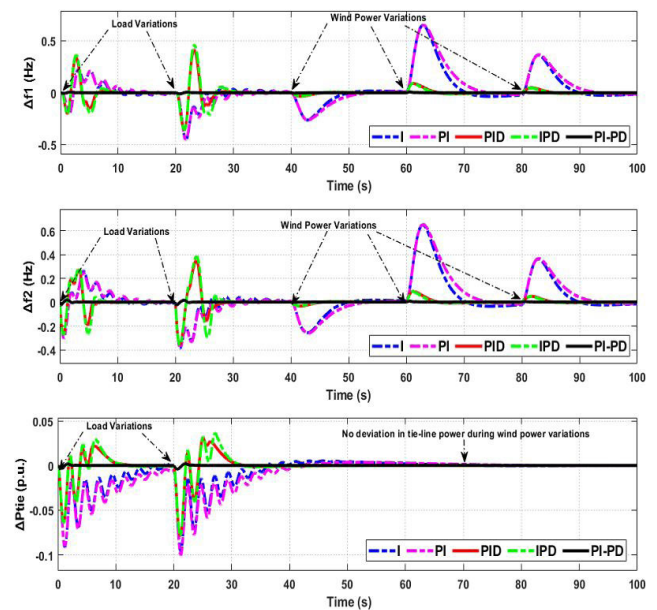 Load Variations
Wind Power Variations
Δf1 (Hz)
0.5
0
-0.5
I PI PID IPD PI-PD
0 10 20 30 40 50 60 70 80 90 100
Time (s)
Load Variations
Wind Power Variations
Δf2 (Hz)
0.6
0.4
0.2
0
-0.2
-0.4
I PI PID IPD PI-PD
0 10 20 30 40 50 60 70 80 90 100
Time (s)
Load Variations
No deviation in tie-line power during wind power variations
ΔPtie (p.u.)
0.05
0
-0.05
-0.1
I PI PID IPD PI-PD
0 10 20 30 40 50 60 70 80 90 100
Time (s)